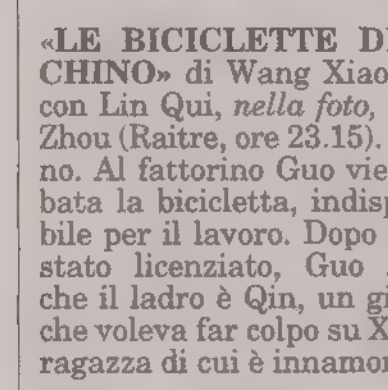 «LE BICICLETTE DI
CHINO» di Wang Xiao
con Lin Qui, nella foto,
Zhou (Raitre, ore 23.15).
no. Al fattorino Guo vie
bata la bicicletta, indisp
bile per il lavoro. Dopo
stato licenziato, Guo
che il ladro è Qin, un gi
che voleva far colpo su X
ragazza di cui è innamor